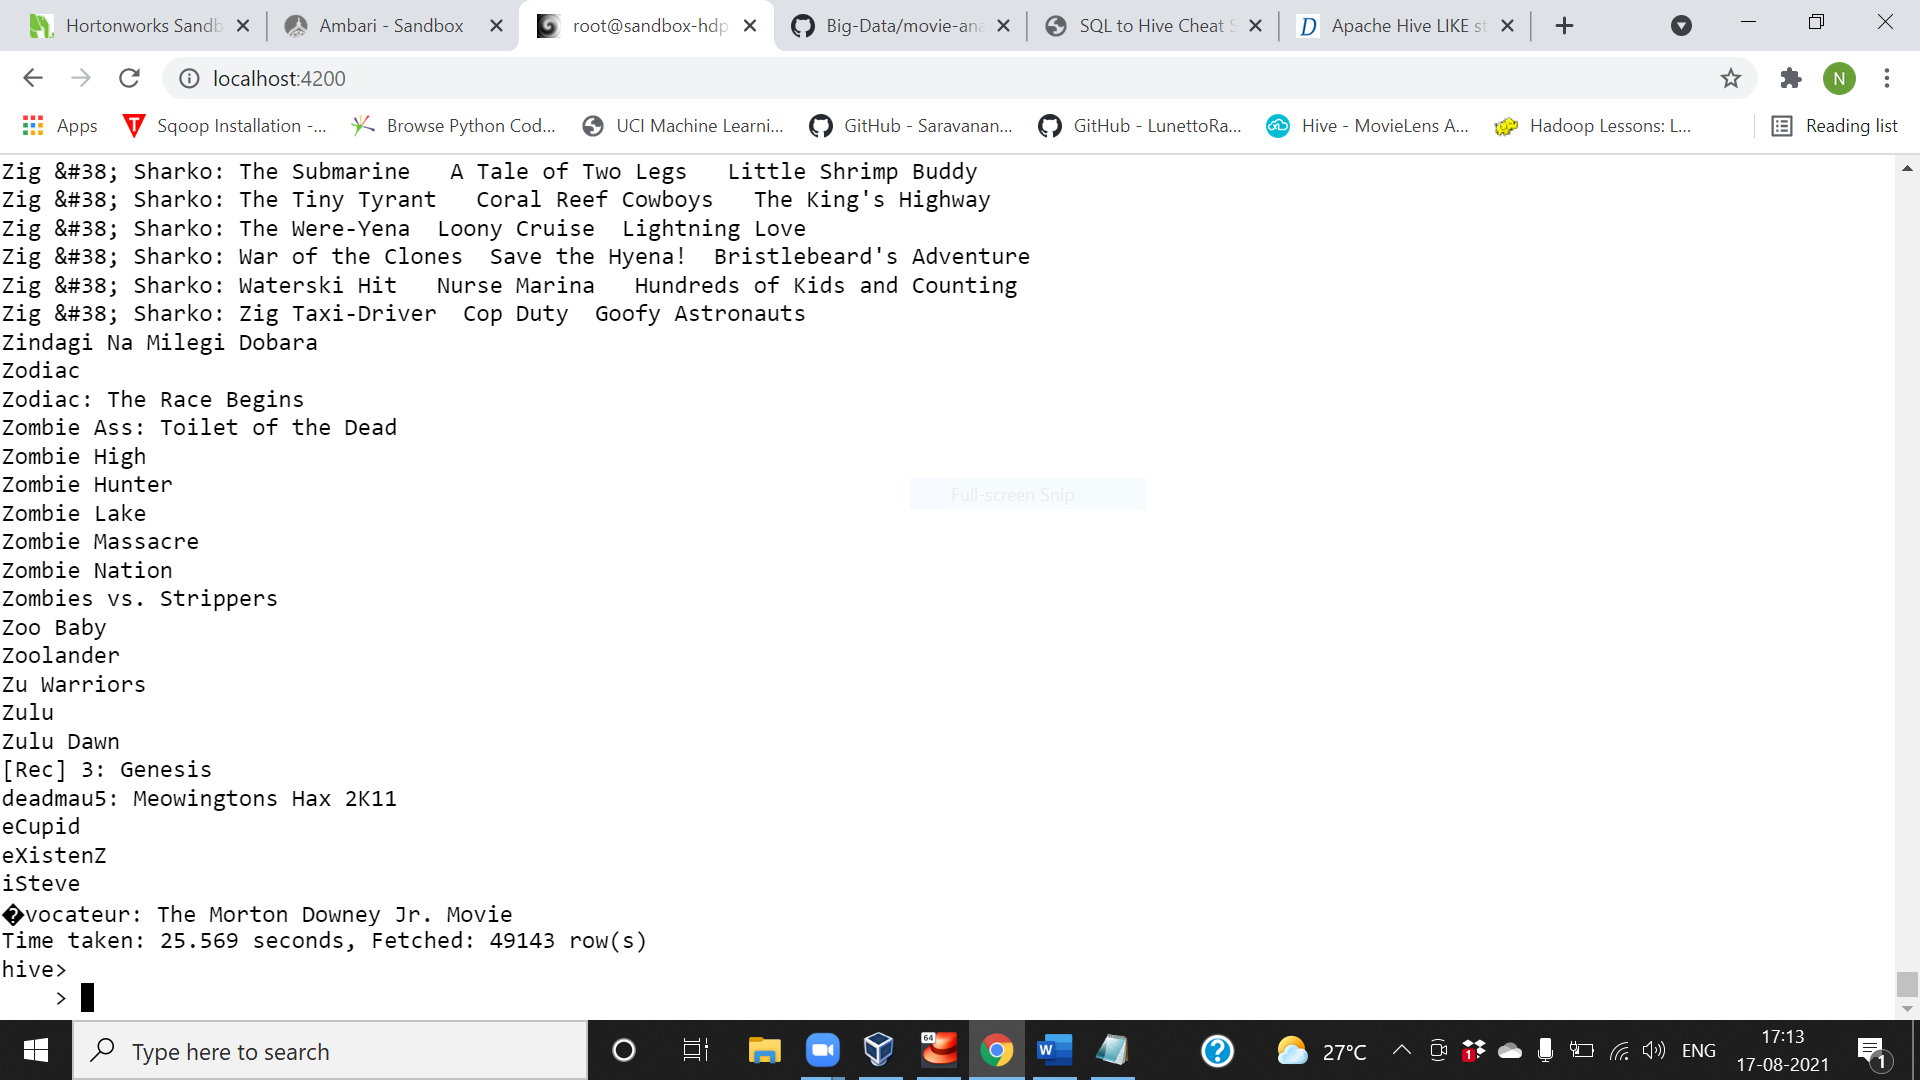 Hortonworks Sandb
Ambari - Sandbox
root@sandbox-hdp
Big-Data/movie-ana
SQL to Hive Cheat S
Apache Hive LIKE st
localhost:4200
N
Apps
Sqoop Installation -...
Browse Python Cod...
UCI Machine Learni...
GitHub - Saravanan...
GitHub - LunettoRa...
Hive - MovieLens A...
Hadoop Lessons: L...
Reading list
Zig &#38; Sharko: The Submarine   A Tale of Two Legs   Little Shrimp Buddy
Zig &#38; Sharko: The Tiny Tyrant   Coral Reef Cowboys   The King's Highway
Zig &#38; Sharko: The Were-Yena  Loony Cruise  Lightning Love
Zig &#38; Sharko: War of the Clones  Save the Hyena!  Bristlebeard's Adventure
Zig &#38; Sharko: Waterski Hit   Nurse Marina   Hundreds of Kids and Counting
Zig &#38; Sharko: Zig Taxi-Driver  Cop Duty  Goofy Astronauts
Zindagi Na Milegi Dobara
Zodiac
Zodiac: The Race Begins
Zombie Ass: Toilet of the Dead
Zombie High
Zombie Hunter
Full-screen Snip
Zombie Lake
Zombie Massacre
Zombie Nation
Zombies vs. Strippers
Zoo Baby
Zoolander
Zu Warriors
Zulu
Zulu Dawn
[Rec] 3: Genesis
deadmau5: Meowingtons Hax 2K11
eCupid
eXistenZ
iSteve
�vocateur: The Morton Downey Jr. Movie
Time taken: 25.569 seconds, Fetched: 49143 row(s)
hive>
    >
Type here to search
64
27°C
1
ENG
17:13
17-08-2021
1